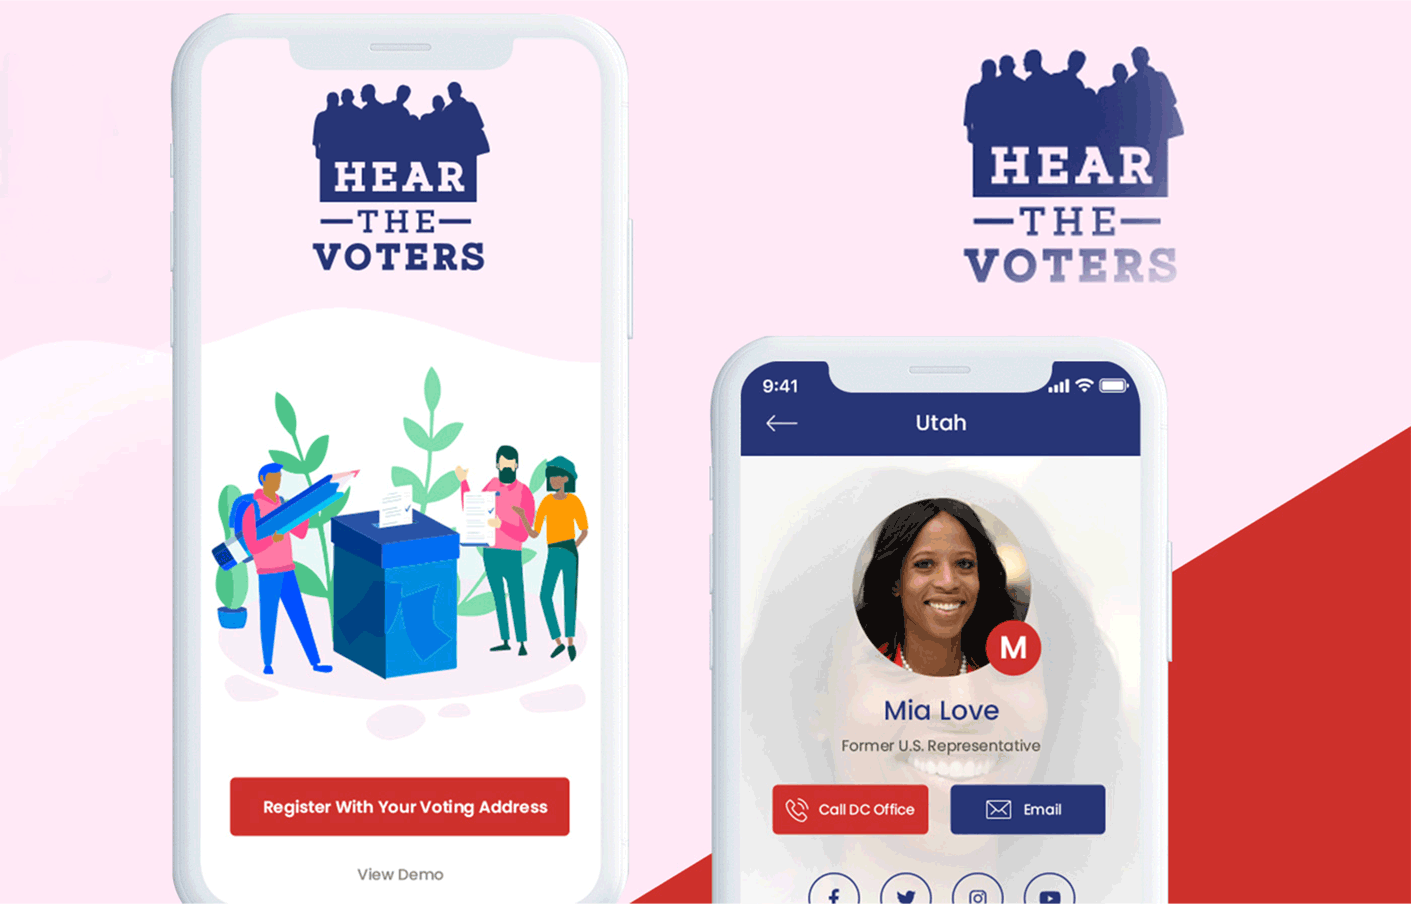 HEAR
THE
VOTERS
Register With Your Voting Address
View Demo
HEAR
THE
VOTERS
9:41
Utah
M
Mia Love
Former U.S. Representative
Call DC Office
Email